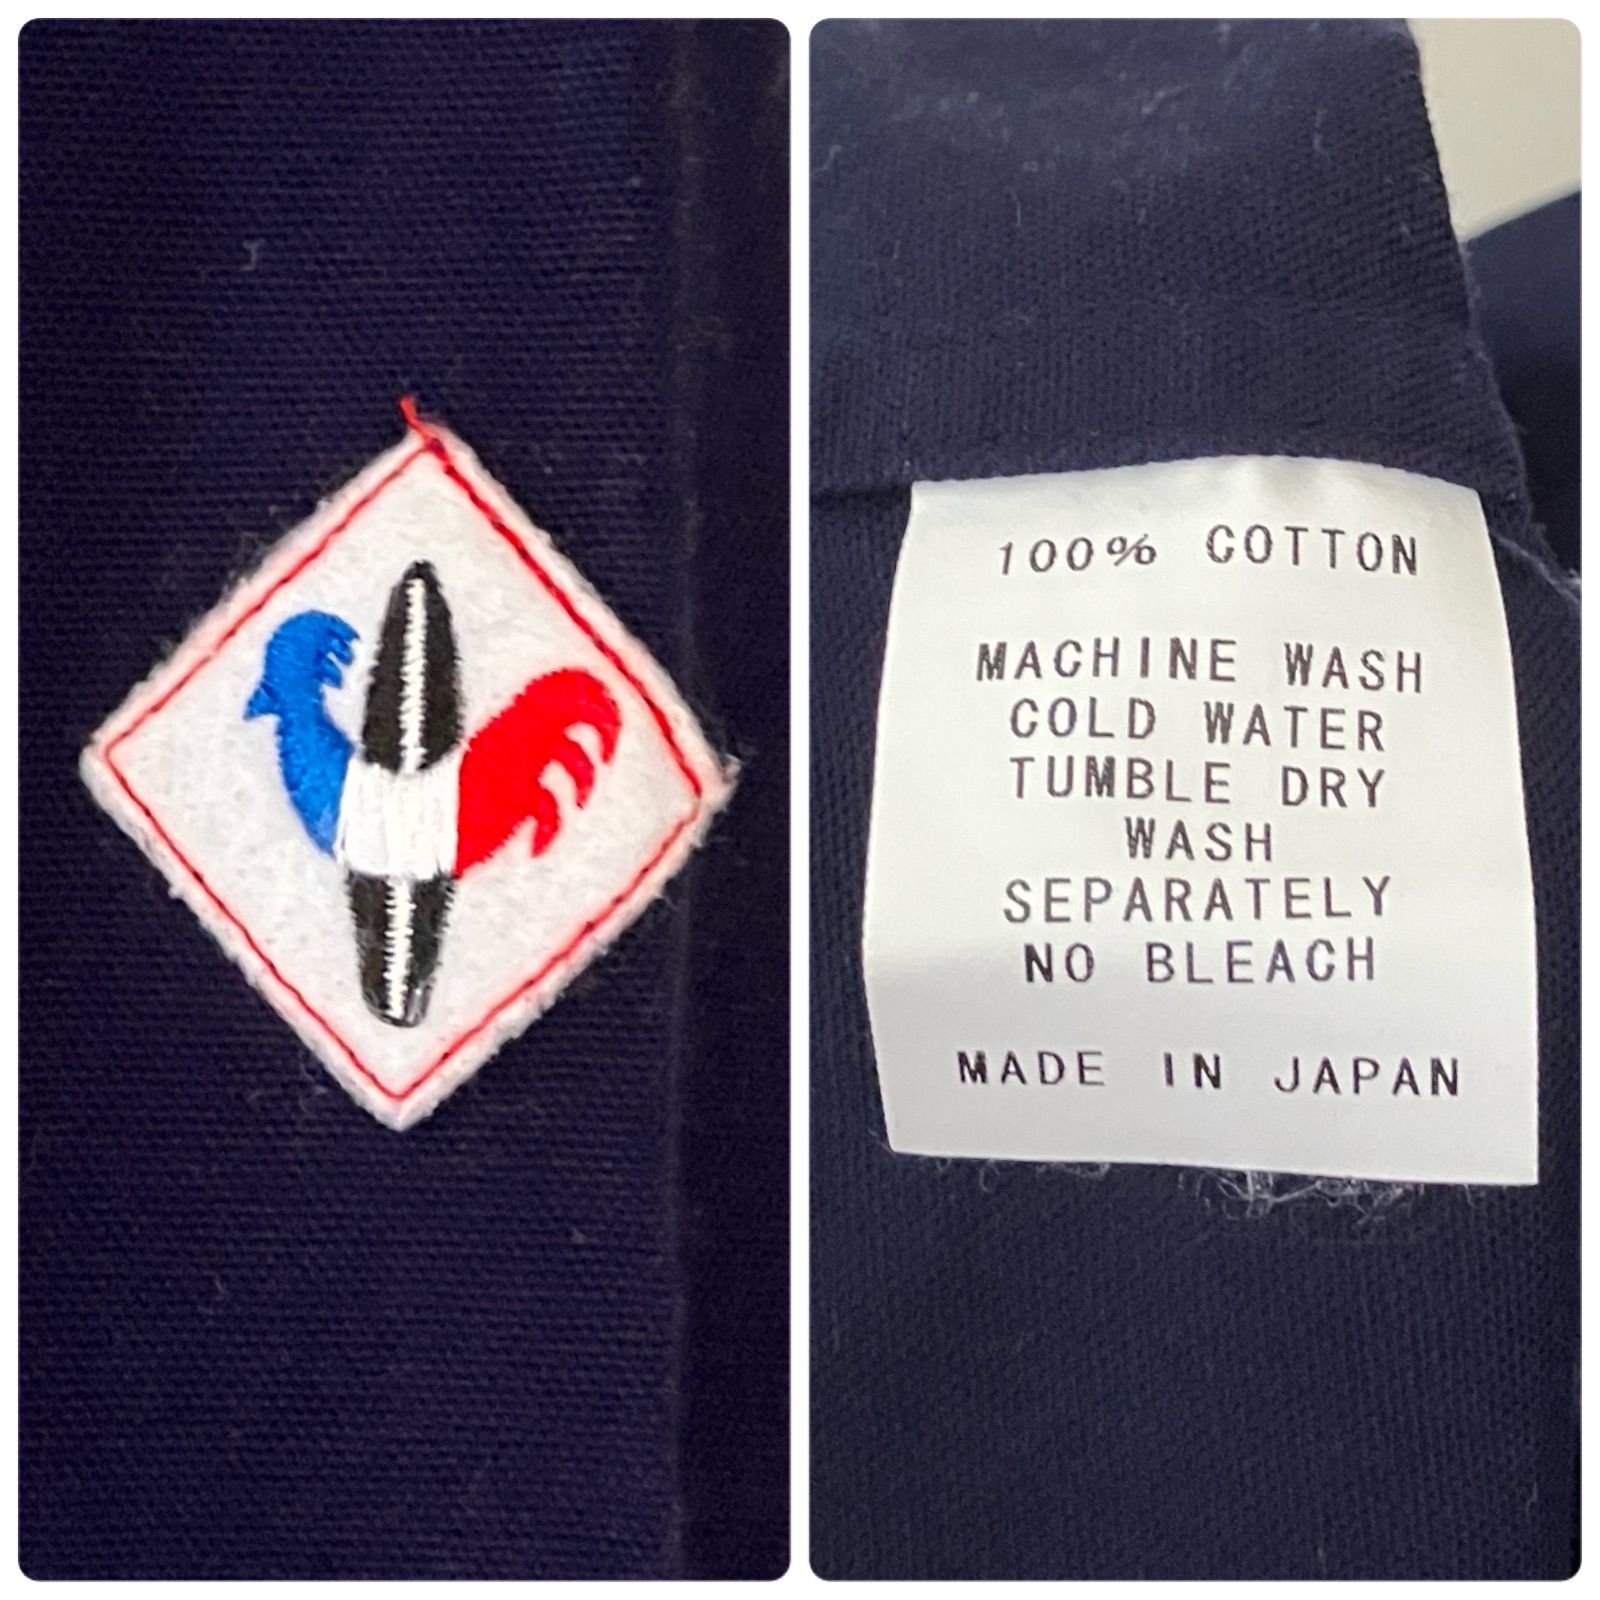 100% COTTON
MACHINE WASH
COLD WATER
TUMBLE DRY
WASH
SEPARATELY
NO BLEACH
MADE IN JAPAN